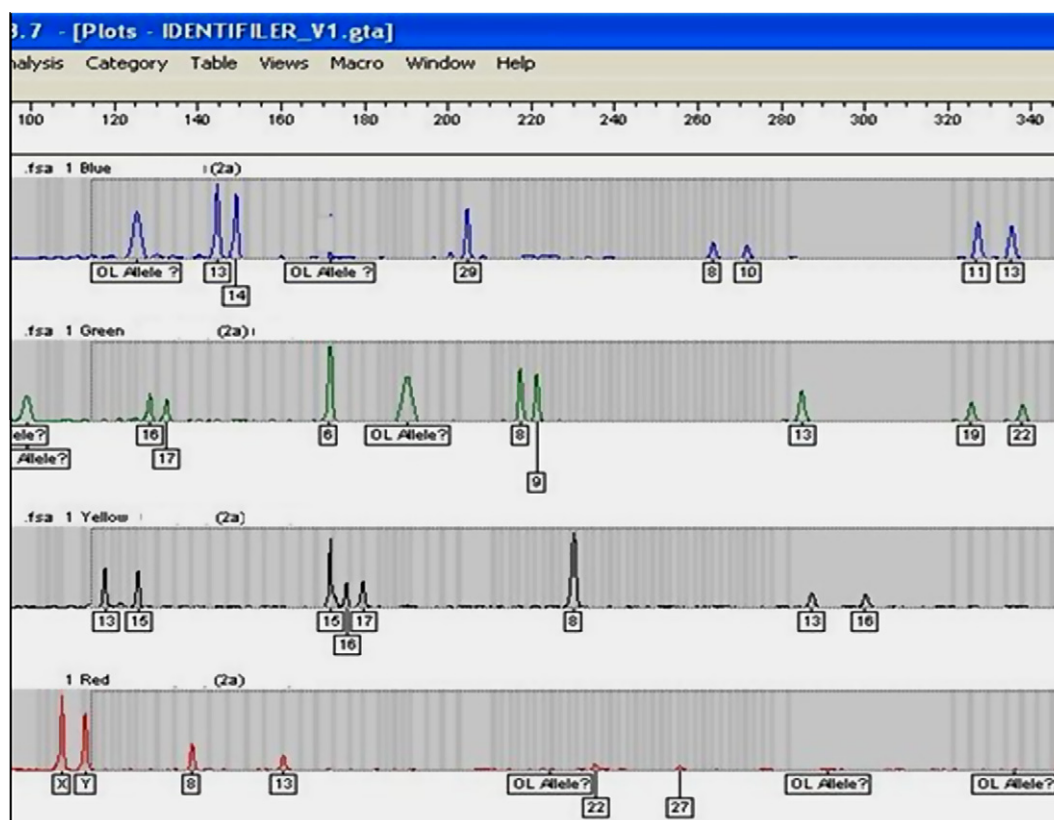 3.7 - [Plots - IDENTIFILER_V1.gta]
nalysis Category Table Views Macro Window Help
100 120 140 160 180 200 220 240 260 280 300 320 340
.fsa 1 Blue (2a)
OL Allele ? 13 OL Allele ? 29 8 10 11 13
14
.fsa 1 Green (2a)
ele? 16 6 OL Allele? 8 13 19 22
Allele? 17
9
.fsa 1 Yellow (2a)
13 15 15 17 8 13 16
16
1 Red (2a)
X Y 8 13 OL Allele? OL Allele? OL Allele?
22 27